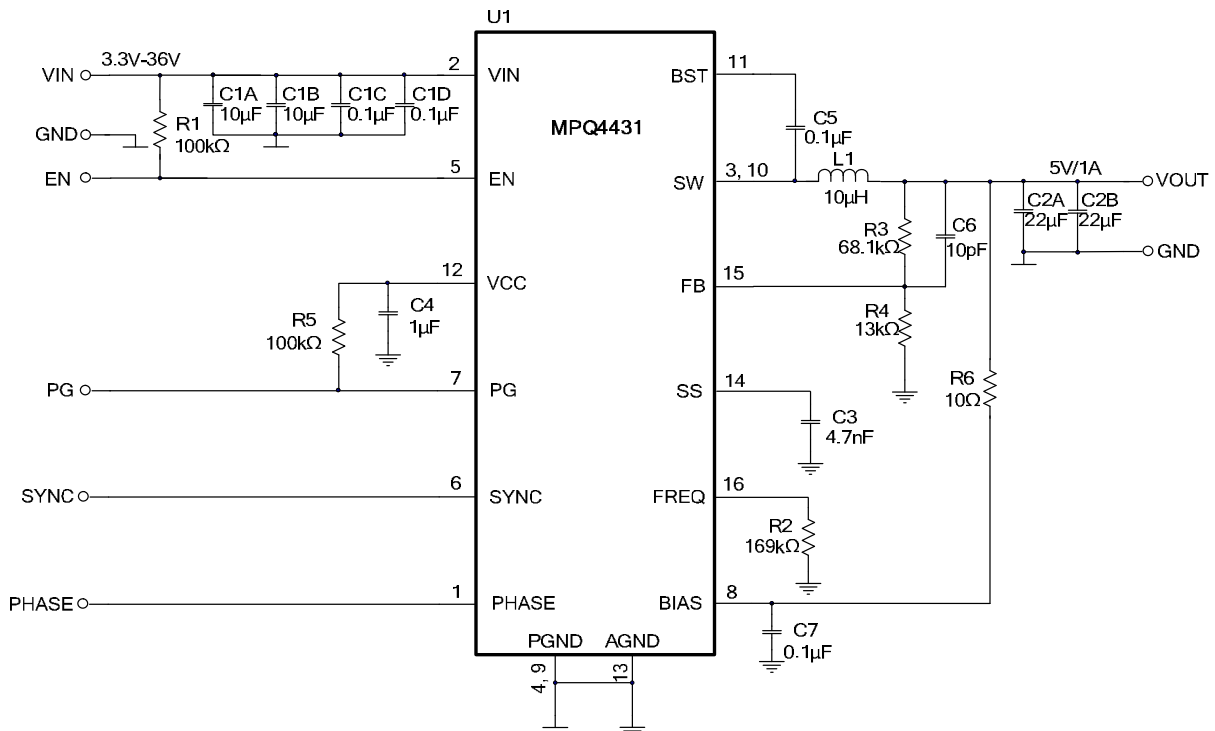 U1
MPQ4431
VIN
3.3V-36V
GND
EN
R1
100kΩ
C1A
10µF
C1B
10µF
C1C
0.1µF
C1D
0.1µF
2
VIN
5
EN
12
VCC
R5
100kΩ
C4
1µF
PG
7
PG
SYNC
6
SYNC
PHASE
1
PHASE
PGND
AGND
4, 9
13
BST
11
C5
0.1µF
SW
3, 10
L1
10µH
5V/1A
VOUT
C2A
22µF
C2B
22µF
GND
R3
68.1kΩ
C6
10pF
FB
15
R4
13kΩ
SS
14
C3
4.7nF
R6
10Ω
FREQ
16
R2
169kΩ
BIAS
8
C7
0.1µF